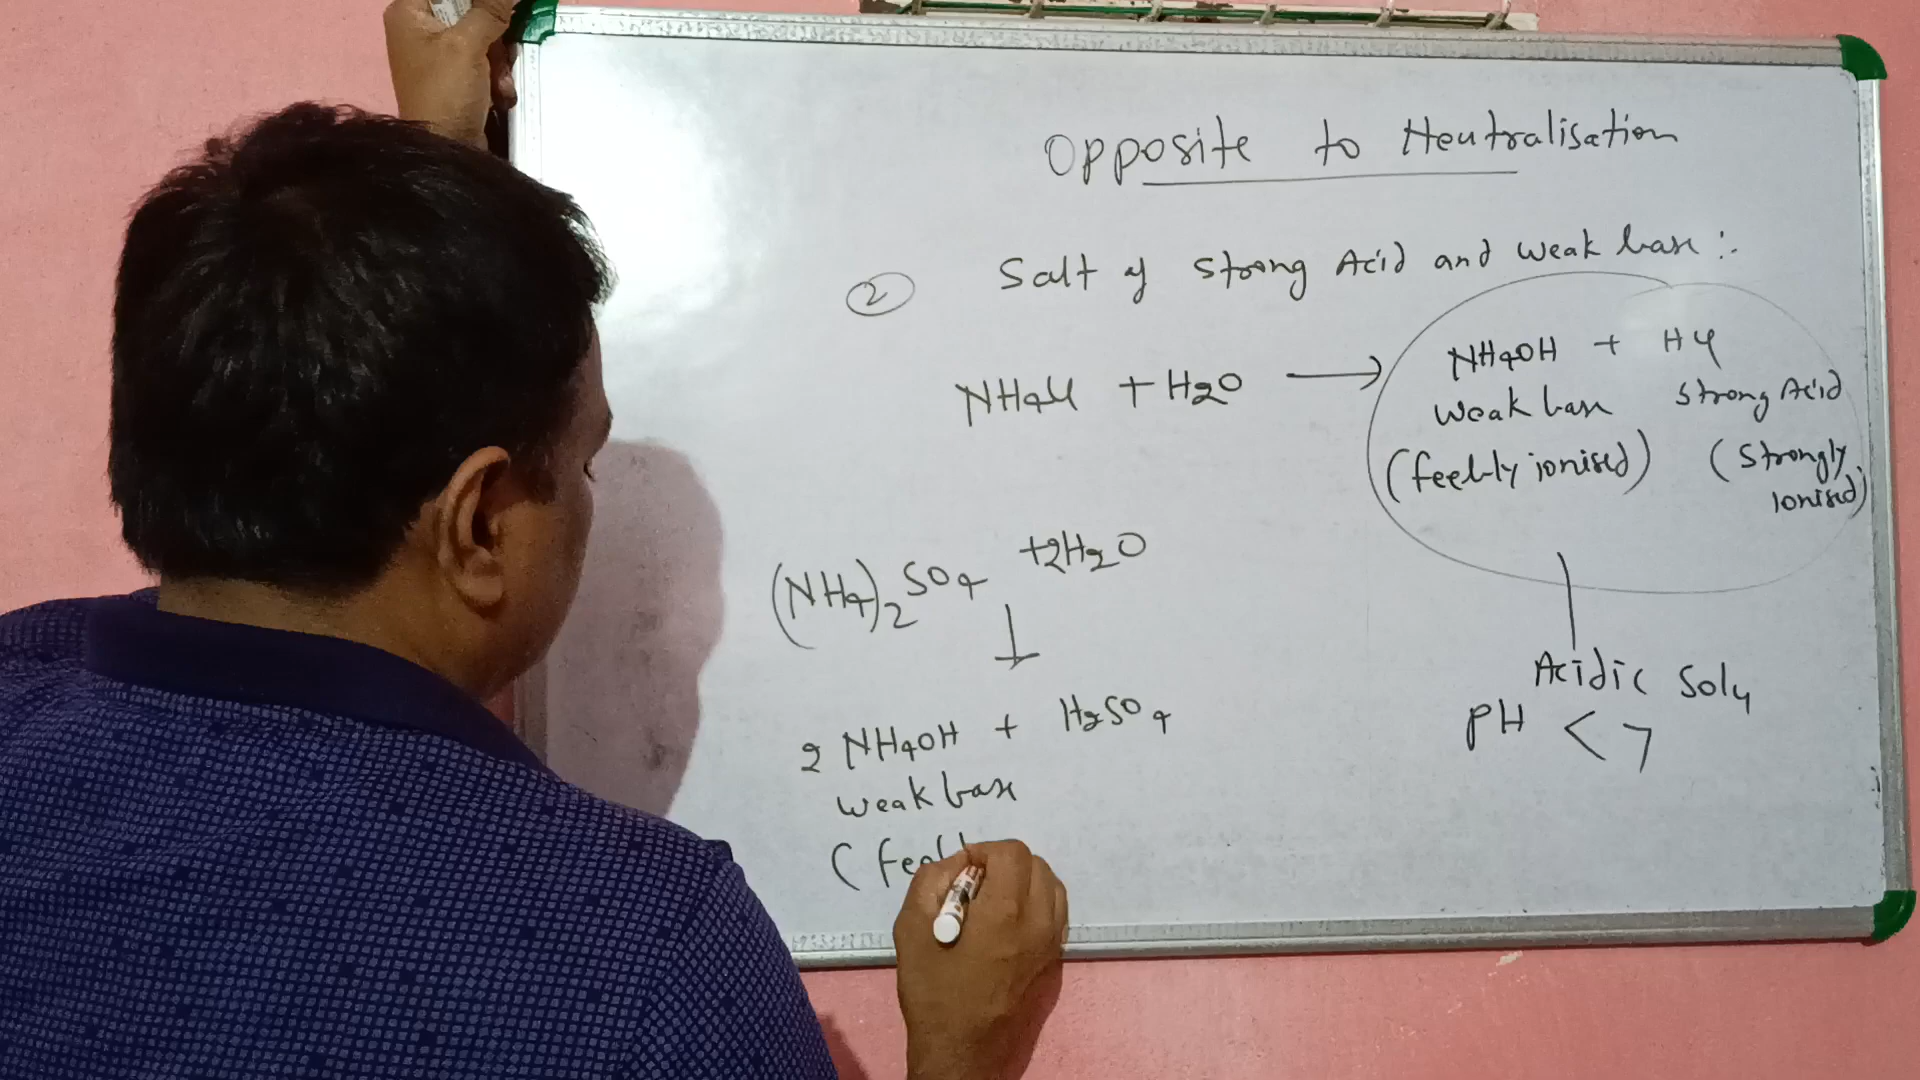 Opposite to Neutralisation
② Salt of Strong Acid and weak base :-
NH4Cl + H2O → NH4OH + HCl
weak base Strong Acid
(feebly ionised) (Strongly ionised)
(NH4)2SO4 +2H2O
↓
2 NH4OH + H2SO4
weak base
(feebl
Acidic Soln
PH < 7